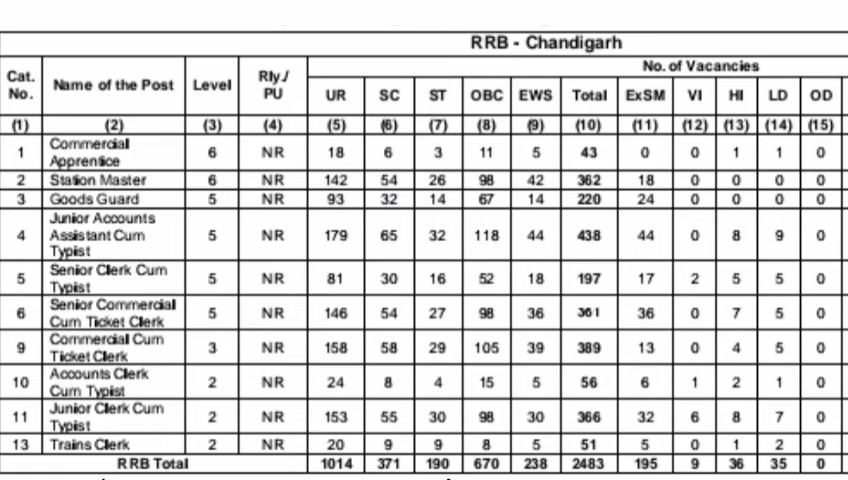 RRB - Chandigarh
Cat. No. Name of the Post Level Rly./ PU No. of Vacancies
UR SC ST OBC EWS Total ExSM VI HI LD OD
(1) (2) (3) (4) (5) (6) (7) (8) (9) (10) (11) (12) (13) (14) (15)
1 Commercial Apprentice 6 NR 18 6 3 11 5 43 0 0 1 1 0
2 Station Master 6 NR 142 54 26 98 42 362 18 0 0 0 0
3 Goods Guard 5 NR 93 32 14 67 14 220 24 0 0 0 0
4 Junior Accounts Assistant Cum Typist 5 NR 179 65 32 118 44 438 44 0 8 9 0
5 Senior Clerk Cum Typist 5 NR 81 30 16 52 18 197 17 2 5 5 0
6 Senior Commercial Cum Ticket Clerk 5 NR 146 54 27 98 36 361 36 0 7 5 0
9 Commercial Cum Ticket Clerk 3 NR 158 58 29 105 39 389 13 0 4 5 0
10 Accounts Clerk Cum Typist 2 NR 24 8 4 15 5 56 6 1 2 1 0
11 Junior Clerk Cum Typist 2 NR 153 55 30 98 30 366 32 6 8 7 0
13 Trains Clerk 2 NR 20 9 9 8 5 51 5 0 1 2 0
RRB Total 1014 371 190 670 238 2483 195 9 36 35 0